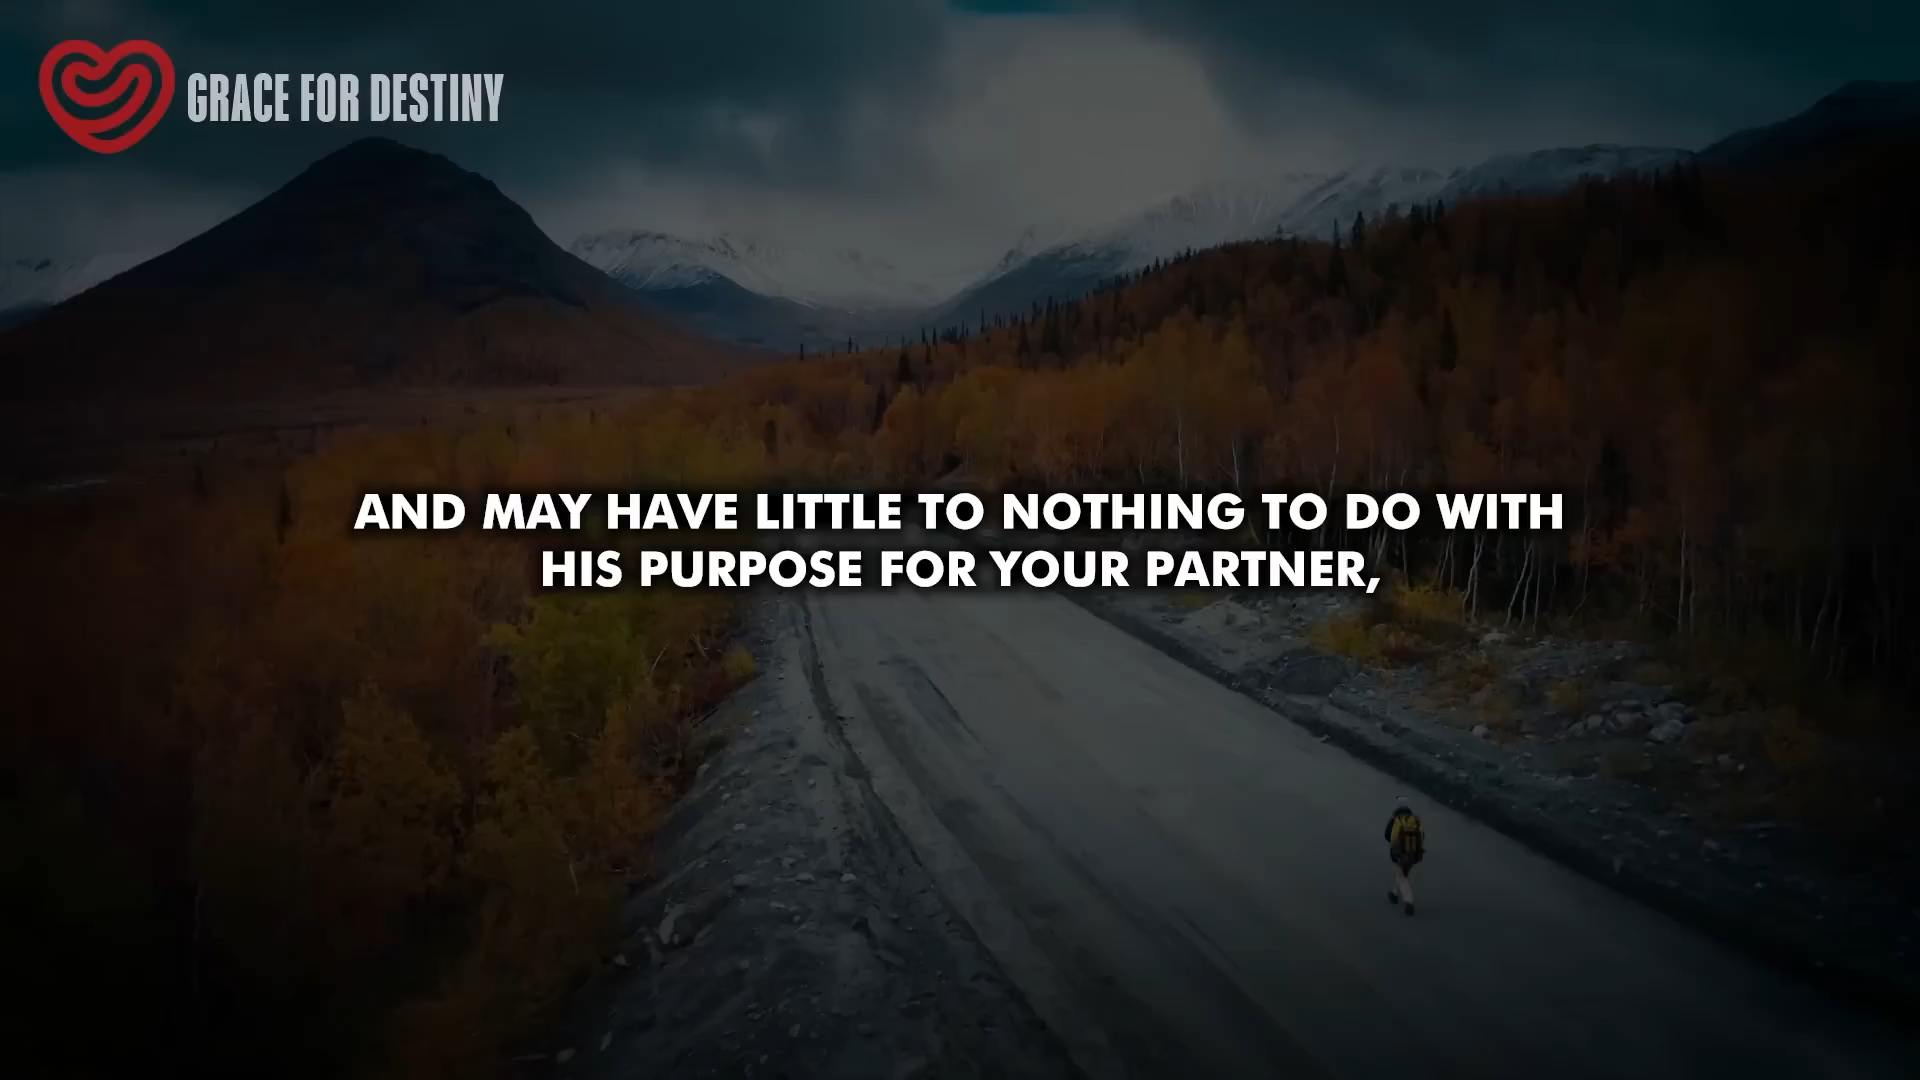 GRACE FOR DESTINY
AND MAY HAVE LITTLE TO NOTHING TO DO WITH
HIS PURPOSE FOR YOUR PARTNER,